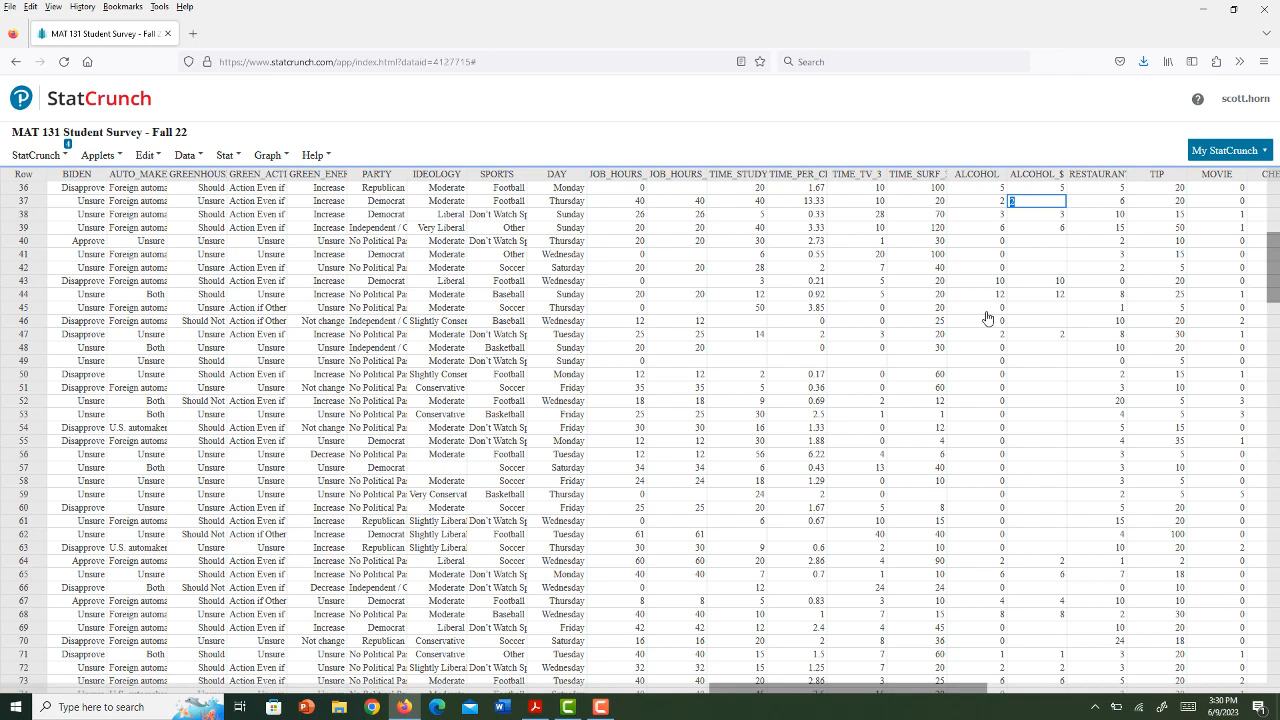 File Edit View History Bookmarks Tools Help
MAT 131 Student Survey - Fall 2
https://www.statcrunch.com/app/index.html?dataid=4127715#
Search
StatCrunch
scott.horn
MAT 131 Student Survey - Fall 22
StatCrunch Applets Edit Data Stat Graph Help
My StatCrunch
Row BIDEN AUTO_MAKE GREENHOUS GREEN_ACTI GREEN_ENER PARTY IDEOLOGY SPORTS DAY JOB_HOURS_ JOB_HOURS_ TIME_STUDY TIME_PER_C TIME_TV_3 TIME_SURF_ ALCOHOL ALCOHOL_$ RESTAURAN TIP MOVIE CHE
36 Disapprove Foreign automa Should Action Even if Increase Republican Moderate Football Monday 0 20 1.67 10 100 5 5 5 20 0
37 Unsure Foreign automa Unsure Unsure Unsure Democrat Moderate Football Thursday 40 40 40 13.33 10 20 2 2 6 20 0
38 Unsure Unsure Should Action Even if Increase Democrat Liberal Don't Watch Sp Sunday 26 26 5 0.33 28 70 3 3 10 15 1
39 Unsure Foreign automa Should Action Even if Increase Independent / C Very Liberal Other Sunday 20 20 40 3.33 10 120 6 6 15 50 1
40 Approve Unsure Unsure Unsure Increase No Political Pa Moderate Don't Watch Sp Thursday 20 20 30 2.73 1 30 0 2 10 0
41 Unsure Foreign automa Should Action Even if Increase Democrat Moderate Other Wednesday 0 6 0.55 20 100 0 3 15 0
42 Unsure Foreign automa Unsure Action Even if Unsure No Political Pa Moderate Soccer Saturday 20 20 28 2 7 40 0 2 5 0
43 Disapprove Foreign automa Should Action Even if Increase No Political Pa Moderate Soccer Wednesday 0 3 0.21 5 20 10 10 0 20 0
44 Unsure Both Should Unsure Increase No Political Pa Moderate Baseball Sunday 20 20 12 0.92 5 20 12 12 8 25 1
45 Unsure Foreign automa Unsure Action if Other Unsure No Political Pa Moderate Soccer Sunday 0 50 3.85 0 20 0 1 5 0
46 Disapprove Unsure Should Not Action if Other Not change Independent / C Slightly Conser Baseball Wednesday 12 12 0 0 25 0 10 20 2
47 Disapprove Unsure Unsure Action Even if Increase No Political Pa Moderate Don't Watch Sp Tuesday 25 25 14 2 3 20 2 2 8 30 1
48 Unsure Both Unsure Unsure Unsure Independent / C Moderate Basketball Sunday 20 20 0 0 30 0 10 20 0
49 Unsure Foreign automa Should Unsure Unsure No Political Pa Moderate Don't Watch Sp Sunday 0 0 0 5 0
50 Disapprove Foreign automa Should Action Even if Increase No Political Pa Slightly Conser Football Monday 12 12 2 0.17 0 60 0 2 15 1
51 Disapprove Foreign automa Unsure Unsure Not change No Political Pa Conservative Soccer Friday 35 35 5 0.36 0 60 0 3 10 0
52 Unsure Both Should Not Action Even if Increase No Political Pa Moderate Football Wednesday 18 18 9 0.69 2 12 0 20 5 3
53 Unsure Both Unsure Unsure Unsure No Political Pa Conservative Basketball Friday 25 25 30 2.5 1 1 0 4 5 3
54 Unsure U.S. automaker Should Action Even if Not change No Political Pa Moderate Football Friday 30 30 16 1.33 0 12 0 5 15 0
55 Unsure Foreign automa Should Action Even if Unsure Democrat Moderate Football Monday 12 12 30 1.88 0 4 0 4 35 1
56 Unsure Unsure Unsure Unsure Decrease No Political Pa Moderate Football Tuesday 12 12 56 6.22 4 6 0 3 5 0
57 Unsure Both Unsure Unsure Increase Democrat Soccer Saturday 34 34 6 0.43 13 40 0 3 10 0
58 Unsure Unsure Should Unsure Unsure No Political Pa Moderate Soccer Friday 24 24 18 1.29 0 10 0 4 15 0
59 Unsure Unsure Unsure Unsure Unsure No Political Pa Very Conservat Basketball Thursday 0 24 2 0 2 5 5
60 Disapprove Foreign automa Should Action Even if Increase No Political Pa Moderate Soccer Friday 25 25 20 1.67 5 8 0 5 20 0
61 Unsure Foreign automa Unsure Unsure Increase Republican Slightly Liberal Don't Watch Sp Wednesday 0 6 0.67 10 15 0 15 20 0
62 Unsure Unsure Should Not Action if Other Increase No Political Pa Moderate Football Wednesday 61 61 40 40 0 4 100 0
63 Disapprove U.S. automaker Unsure Unsure Increase Republican Slightly Liberal Soccer Thursday 30 30 9 0.6 2 10 0 10 20 2
64 Approve Foreign automa Should Action Even if Increase Democrat Liberal Soccer Wednesday 60 60 20 2.86 4 90 2 2 1 2 0
65 Unsure Unsure Should Action Even if Increase No Political Pa Moderate Don't Watch Sp Monday 40 40 7 0.7 1 10 6 6 7 18 0
66 Disapprove Both Should Not Action Even if Decrease Independent / C Moderate Don't Watch Sp Wednesday 0 12 24 24 0 10 20 0
67 Approve Foreign automa Should Action if Other Unsure Democrat Moderate Football Thursday 8 8 5 0.83 3 10 4 4 10 10 0
68 Unsure Foreign automa Should Action Even if Increase No Political Pa Moderate Baseball Wednesday 40 40 10 1 7 15 8 8 2 30 0
69 Unsure Foreign automa Should Action Even if Increase Democrat Liberal Don't Watch Sp Monday 42 42 12 2.4 4 45 0 10 20 0
70 Disapprove Unsure Unsure Unsure Not change Republican Conservative Soccer Saturday 16 16 20 2 8 36 0 24 18 0
71 Disapprove Both Should Action Even if Unsure No Political Pa Conservative Other Tuesday 40 40 15 1.5 7 60 1 1 3 20 1
72 Unsure Foreign automa Should Action Even if Increase No Political Pa Slightly Liberal Don't Watch Sp Wednesday 32 32 15 1.25 7 20 2 2 3 15 0
73 Approve Foreign automa Should Action Even if Increase No Political Pa Moderate Football Thursday 40 40 20 2.86 3 25 6 6 5 20 0
Type here to search
3:30 PM
6/9/2023